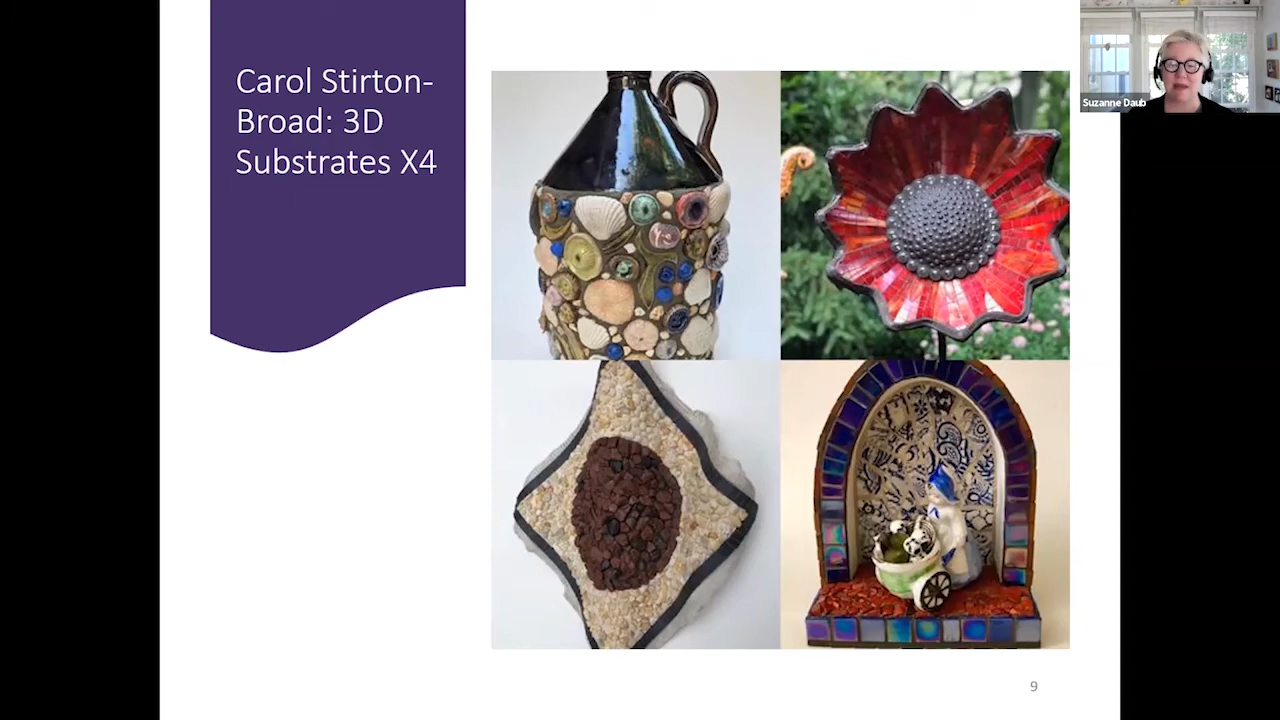 Carol Stirton-
Broad: 3D
Substrates X4
Suzanne Daub
9